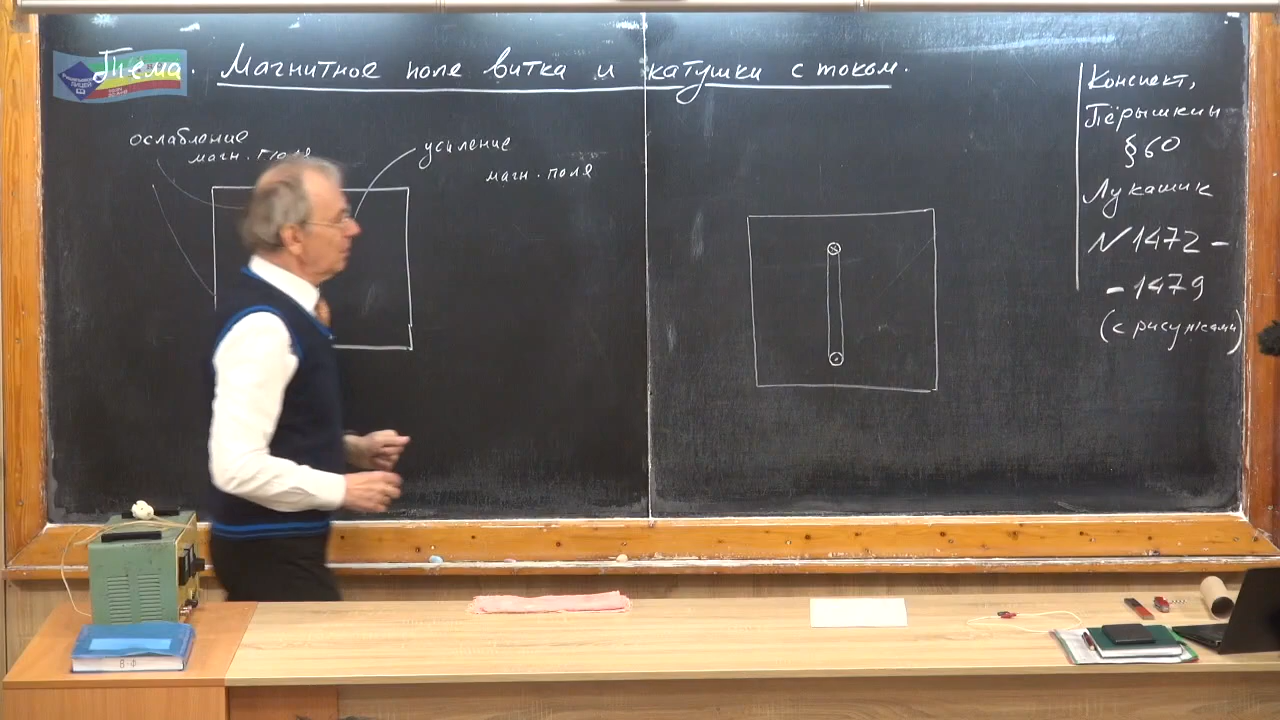 Тема. Магнитное поле витка и катушки с током.
ослабление
магн. поля
усиление
магн. поля
Конспект,
Пёрышкин
§60
Лукашик
№1472 -
- 1479
(с рисунками)
ЛИЦЕЙ
В-Ф